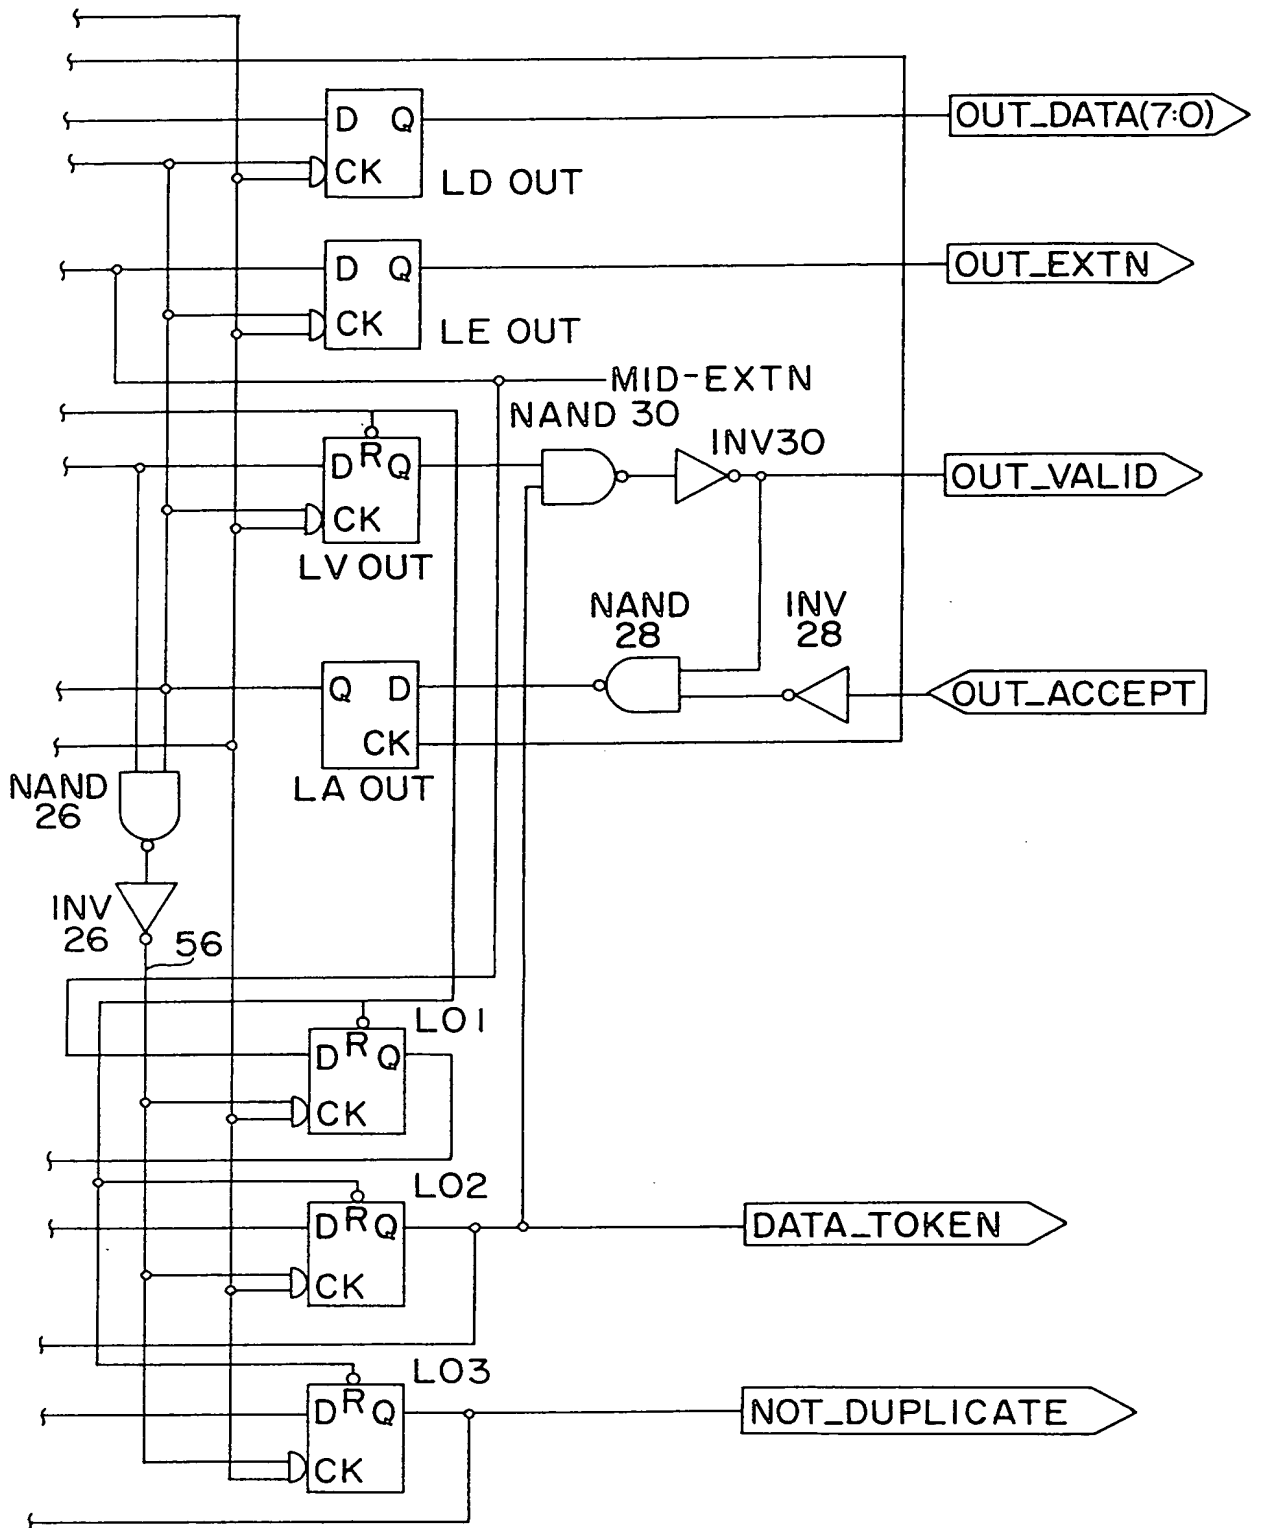 D Q
CK
LD OUT
OUT_DATA(7:0)
D Q
CK
LE OUT
OUT_EXTN
MID-EXTN
NAND 30
INV30
D R Q
CK
LV OUT
OUT_VALID
NAND
28
INV
28
Q D
CK
LA OUT
OUT_ACCEPT
NAND
26
INV
26
56
LO1
D R Q
CK
LO2
D R Q
CK
DATA_TOKEN
LO3
D R Q
CK
NOT_DUPLICATE